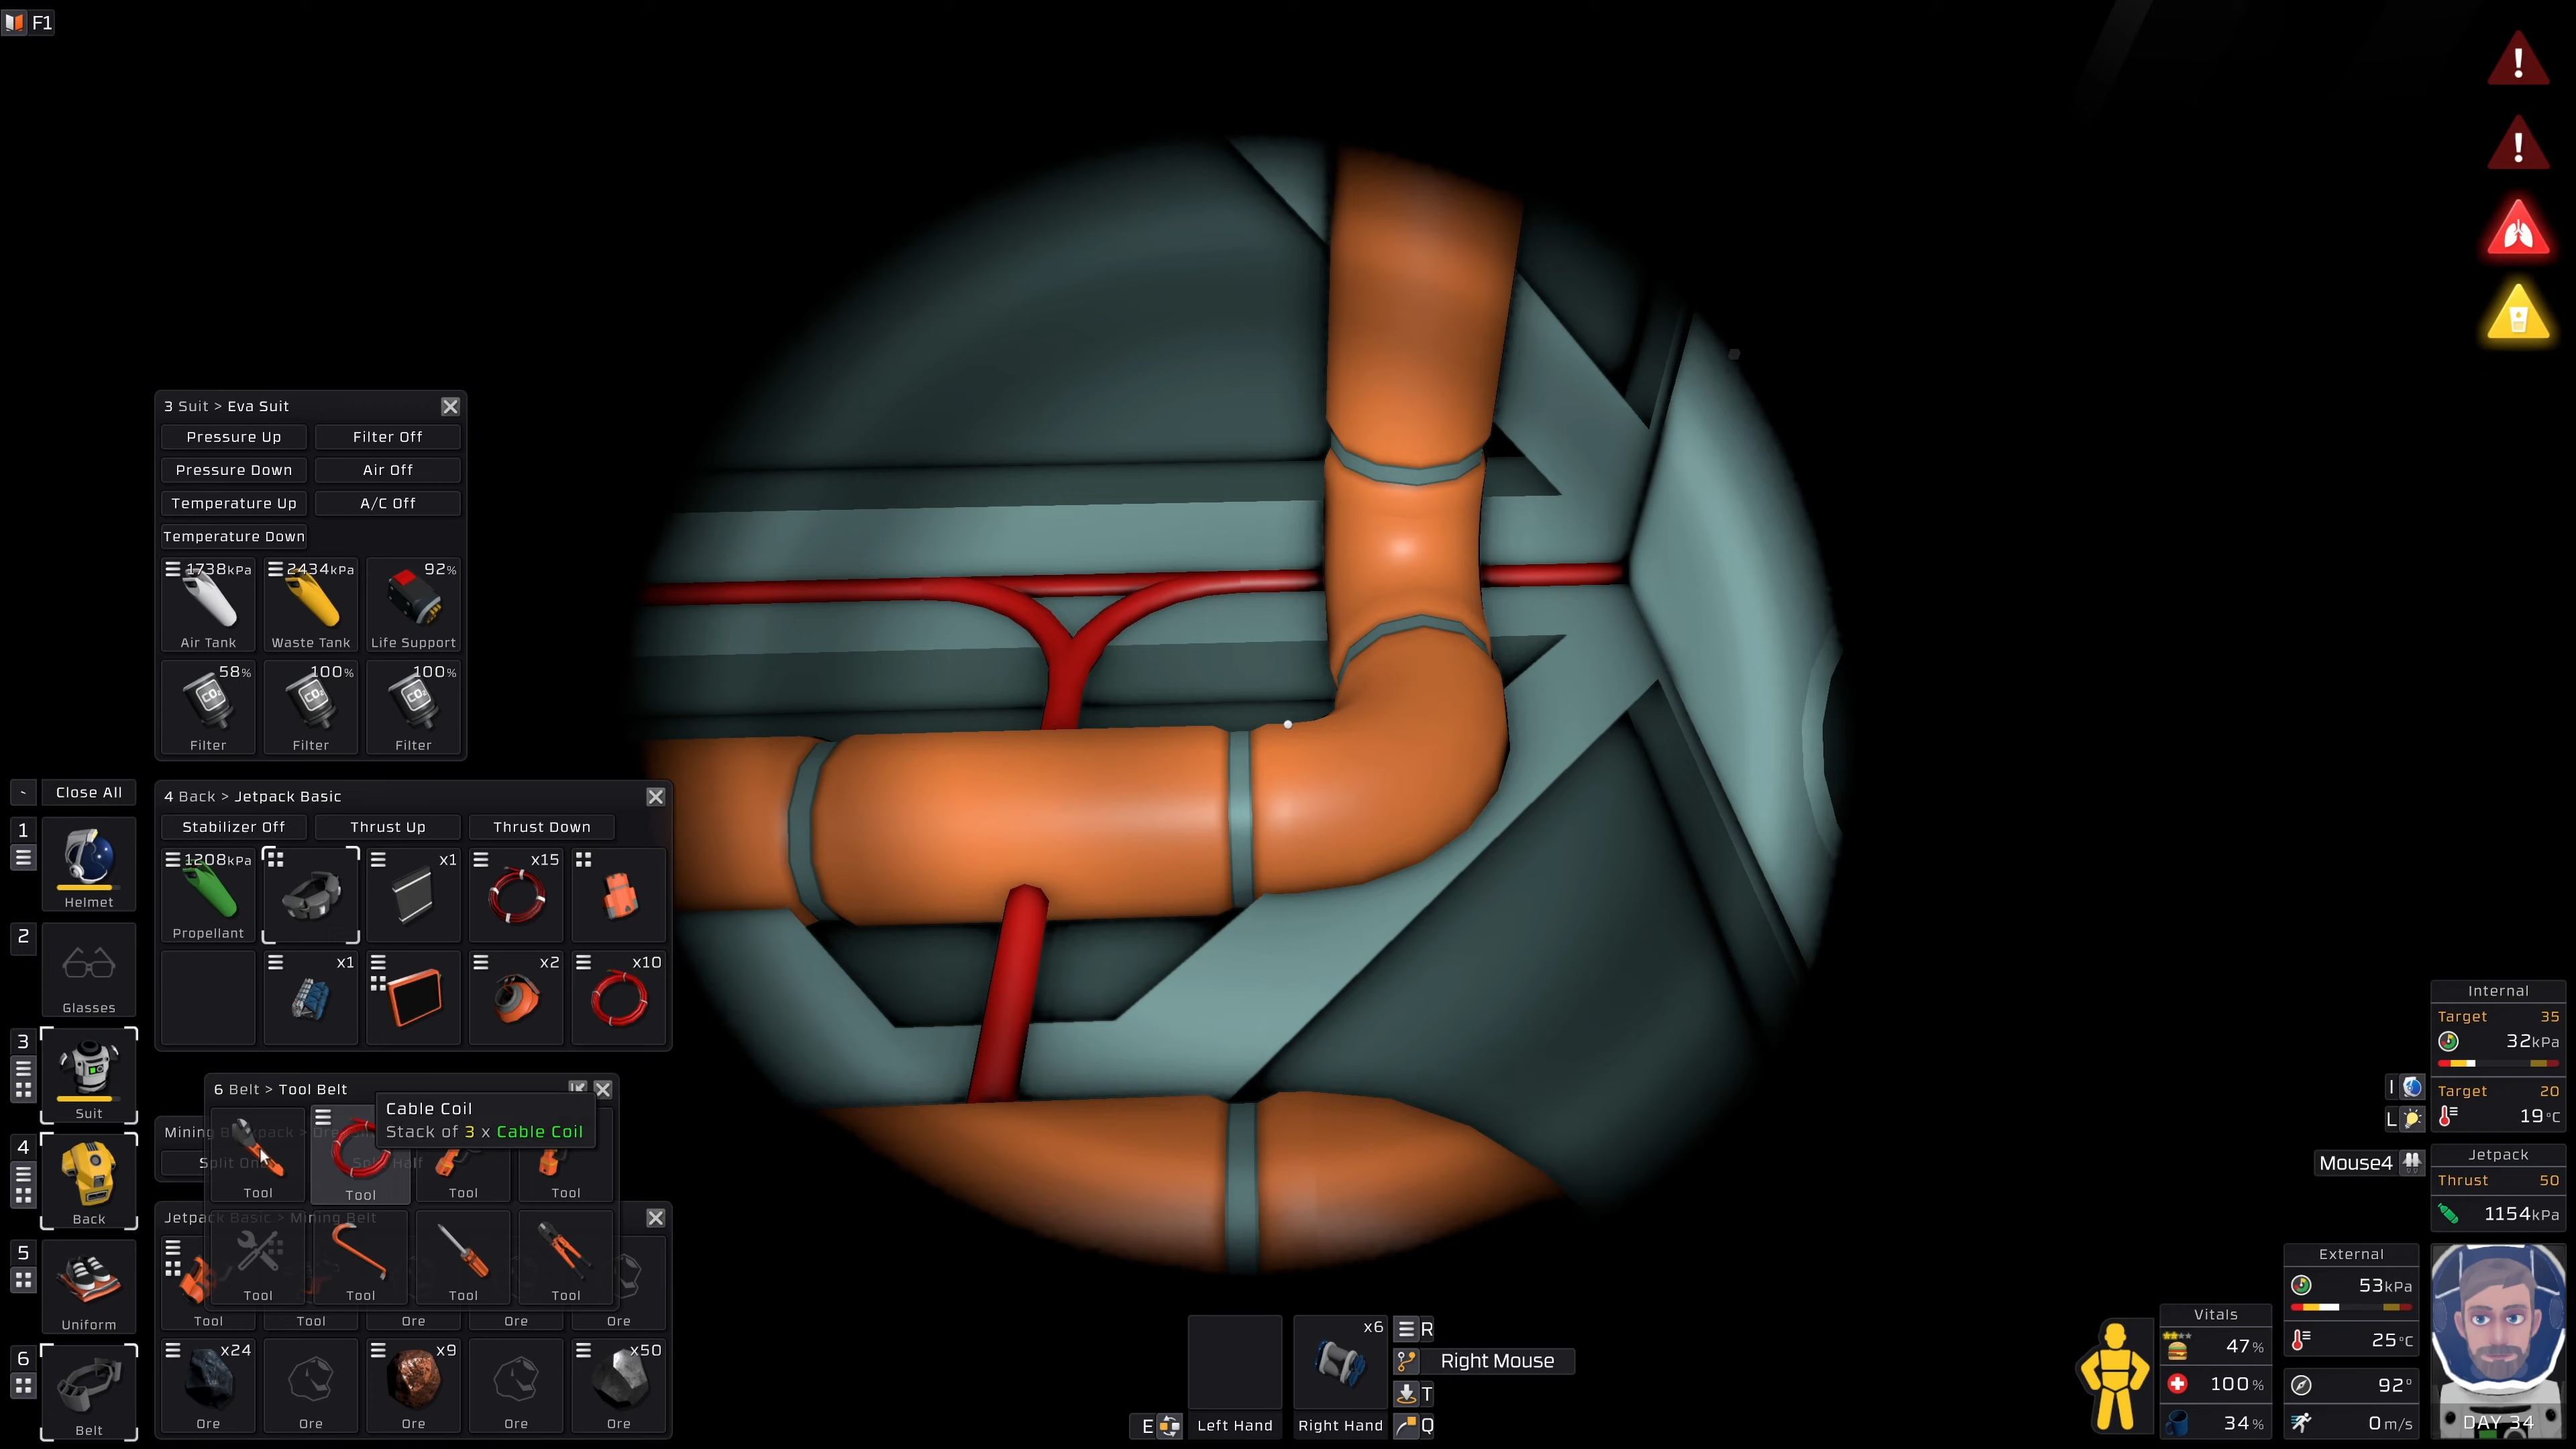 F1
3 Suit > Eva Suit
Pressure Up
Filter Off
Pressure Down
Air Off
Temperature Up
A/C Off
Temperature Down
1738kPa
2434kPa
92%
Air Tank
Waste Tank
Life Support
58%
100%
100%
CO₂
CO₂
CO₂
Filter
Filter
Filter
~
Close All
4 Back > Jetpack Basic
Stabilizer Off
Thrust Up
Thrust Down
1208kPa
x1
x15
Propellant
x1
x2
x10
1
Helmet
2
Glasses
3
Suit
4
Back
5
Uniform
6
Belt
6 Belt > Tool Belt
Cable Coil
Stack of 3 x Cable Coil
Tool
Tool
Tool
Tool
Jetpack Basic > Mining Belt
Tool
Tool
Tool
Tool
Tool
Tool
Ore
Ore
Ore
x24
x9
x50
Ore
Ore
Ore
Ore
Ore
x6
R
Right Mouse
T
E
Left Hand
Right Hand
Q
Internal
Target 35
32kPa
Target 20
19°C
I
L
Mouse4
Jetpack
Thrust 50
1154kPa
External
53kPa
25°C
92°
0m/s
Vitals
47%
100%
34%
DAY 34